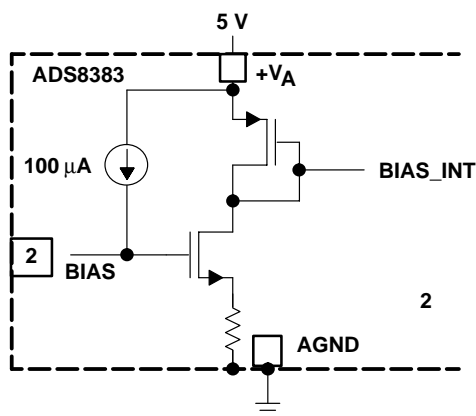 5 V
ADS8383
+VA
100 μA
BIAS_INT
2
BIAS
2
AGND